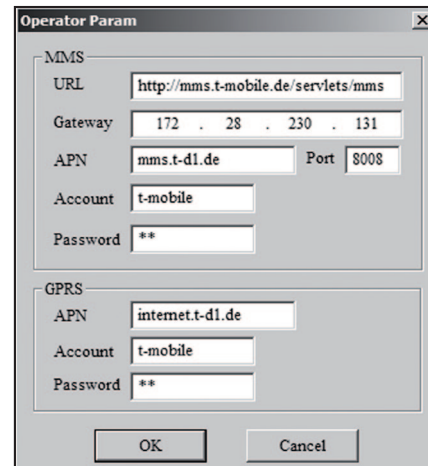 Operator Param
MMS
URL http://mms.t-mobile.de/servlets/mms
Gateway 172 . 28 . 230 . 131
APN mms.t-d1.de Port 8008
Account t-mobile
Password **
GPRS
APN internet.t-d1.de
Account t-mobile
Password **
OK Cancel